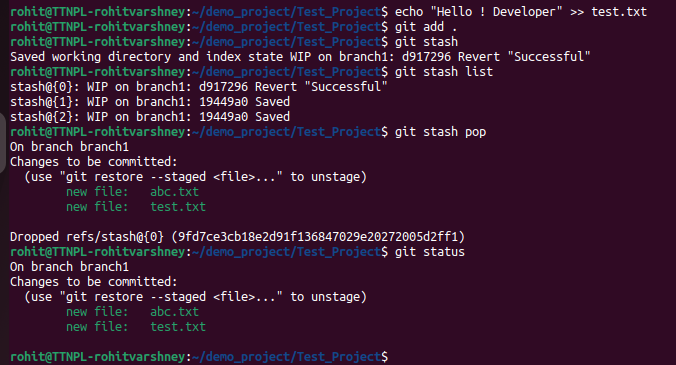 rohit@TTNPL-rohitvarshney:~/demo_project/Test_Project$ echo "Hello ! Developer" >> test.txt
rohit@TTNPL-rohitvarshney:~/demo_project/Test_Project$ git add .
rohit@TTNPL-rohitvarshney:~/demo_project/Test_Project$ git stash
Saved working directory and index state WIP on branch1: d917296 Revert "Successful"
rohit@TTNPL-rohitvarshney:~/demo_project/Test_Project$ git stash list
stash@{0}: WIP on branch1: d917296 Revert "Successful"
stash@{1}: WIP on branch1: 19449a0 Saved
stash@{2}: WIP on branch1: 19449a0 Saved
rohit@TTNPL-rohitvarshney:~/demo_project/Test_Project$ git stash pop
On branch branch1
Changes to be committed:
  (use "git restore --staged <file>..." to unstage)
        new file:   abc.txt
        new file:   test.txt

Dropped refs/stash@{0} (9fd7ce3cb18e2d91f136847029e20272005d2ff1)
rohit@TTNPL-rohitvarshney:~/demo_project/Test_Project$ git status
On branch branch1
Changes to be committed:
  (use "git restore --staged <file>..." to unstage)
        new file:   abc.txt
        new file:   test.txt

rohit@TTNPL-rohitvarshney:~/demo_project/Test_Project$